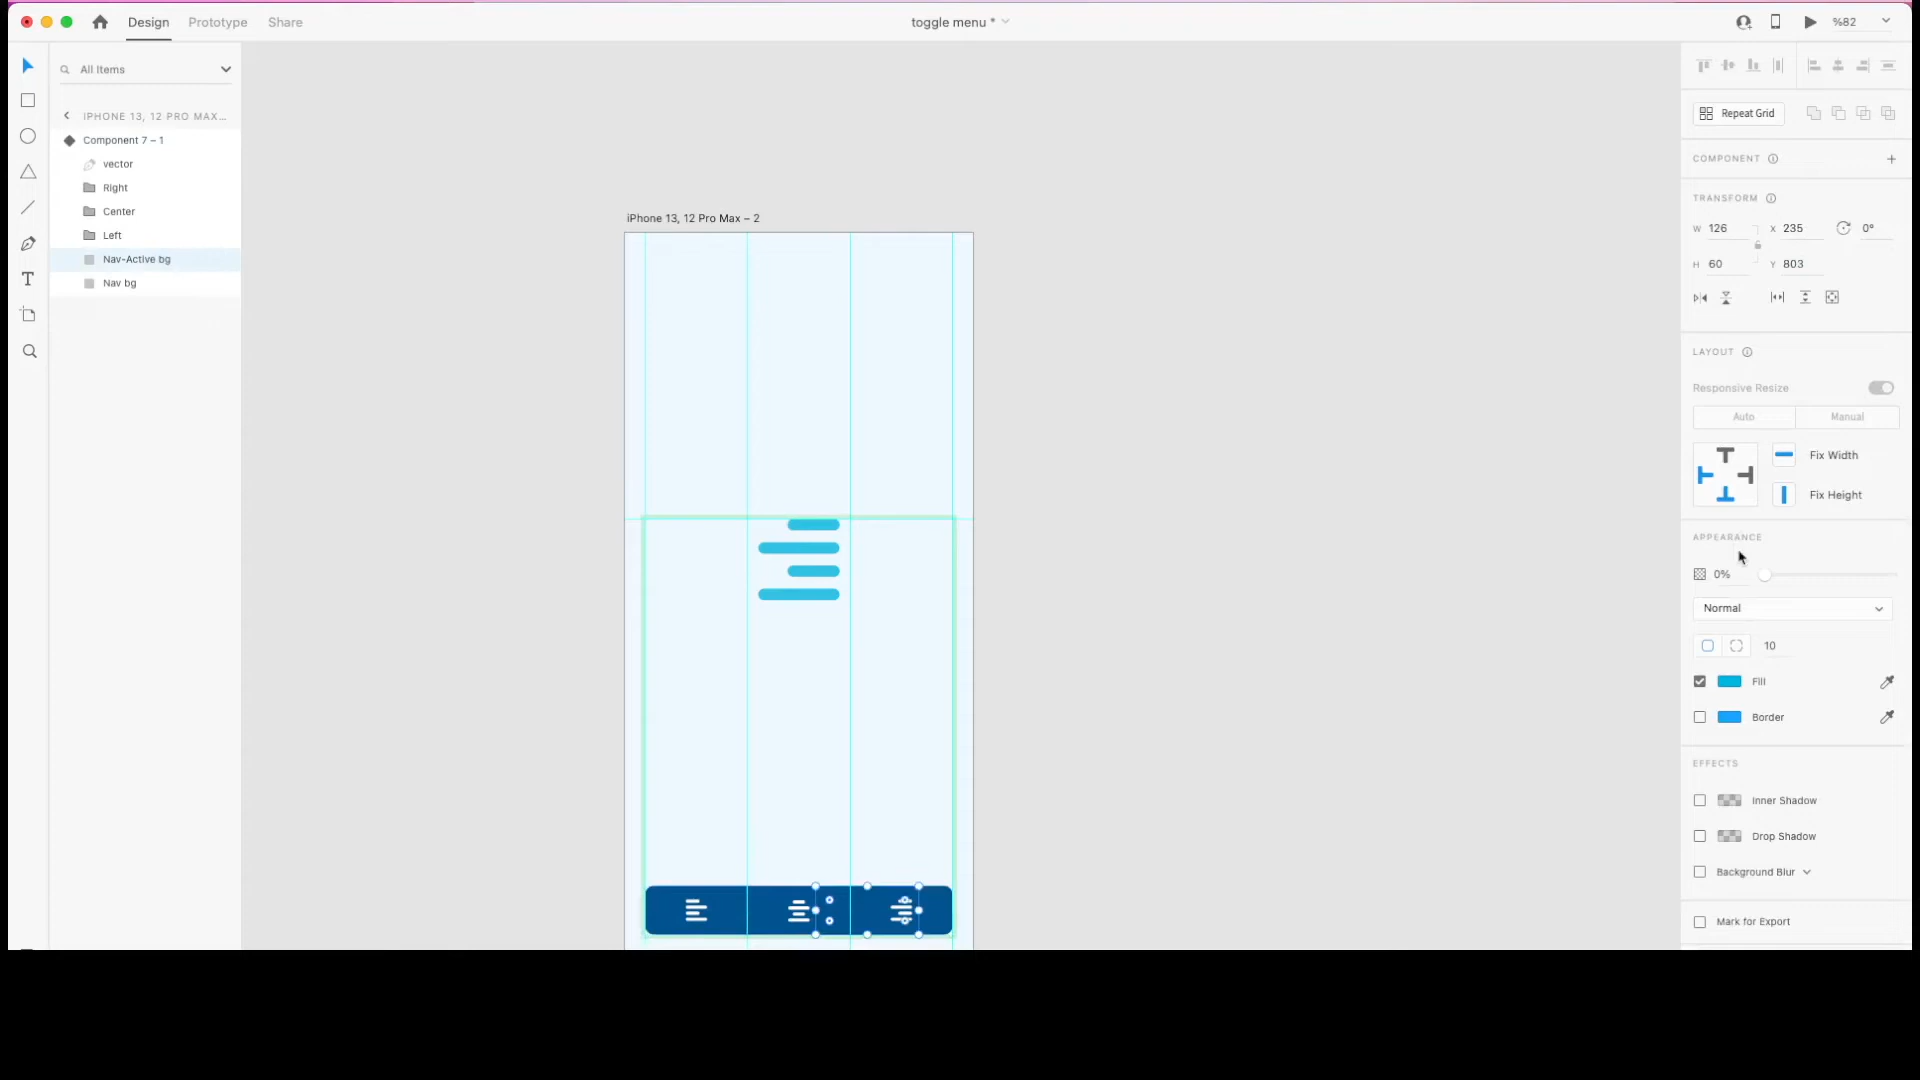 Design
Prototype
Share
toggle menu *
%82
All Items
IPHONE 13, 12 PRO MAX...
Component 7 – 1
vector
Right
Center
Left
Nav-Active bg
Nav bg
iPhone 13, 12 Pro Max – 2
Repeat Grid
COMPONENT
TRANSFORM
W 126
X 235
0°
H 60
Y 803
LAYOUT
Responsive Resize
Auto
Manual
Fix Width
Fix Height
APPEARANCE
0%
Normal
10
Fill
Border
EFFECTS
Inner Shadow
Drop Shadow
Background Blur
Mark for Export